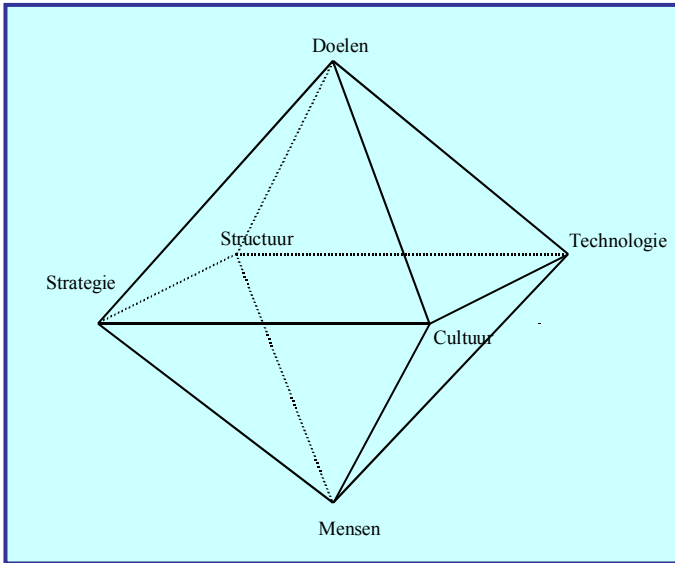 Doelen
Structuur
Technologie
Strategie
Cultuur
Mensen